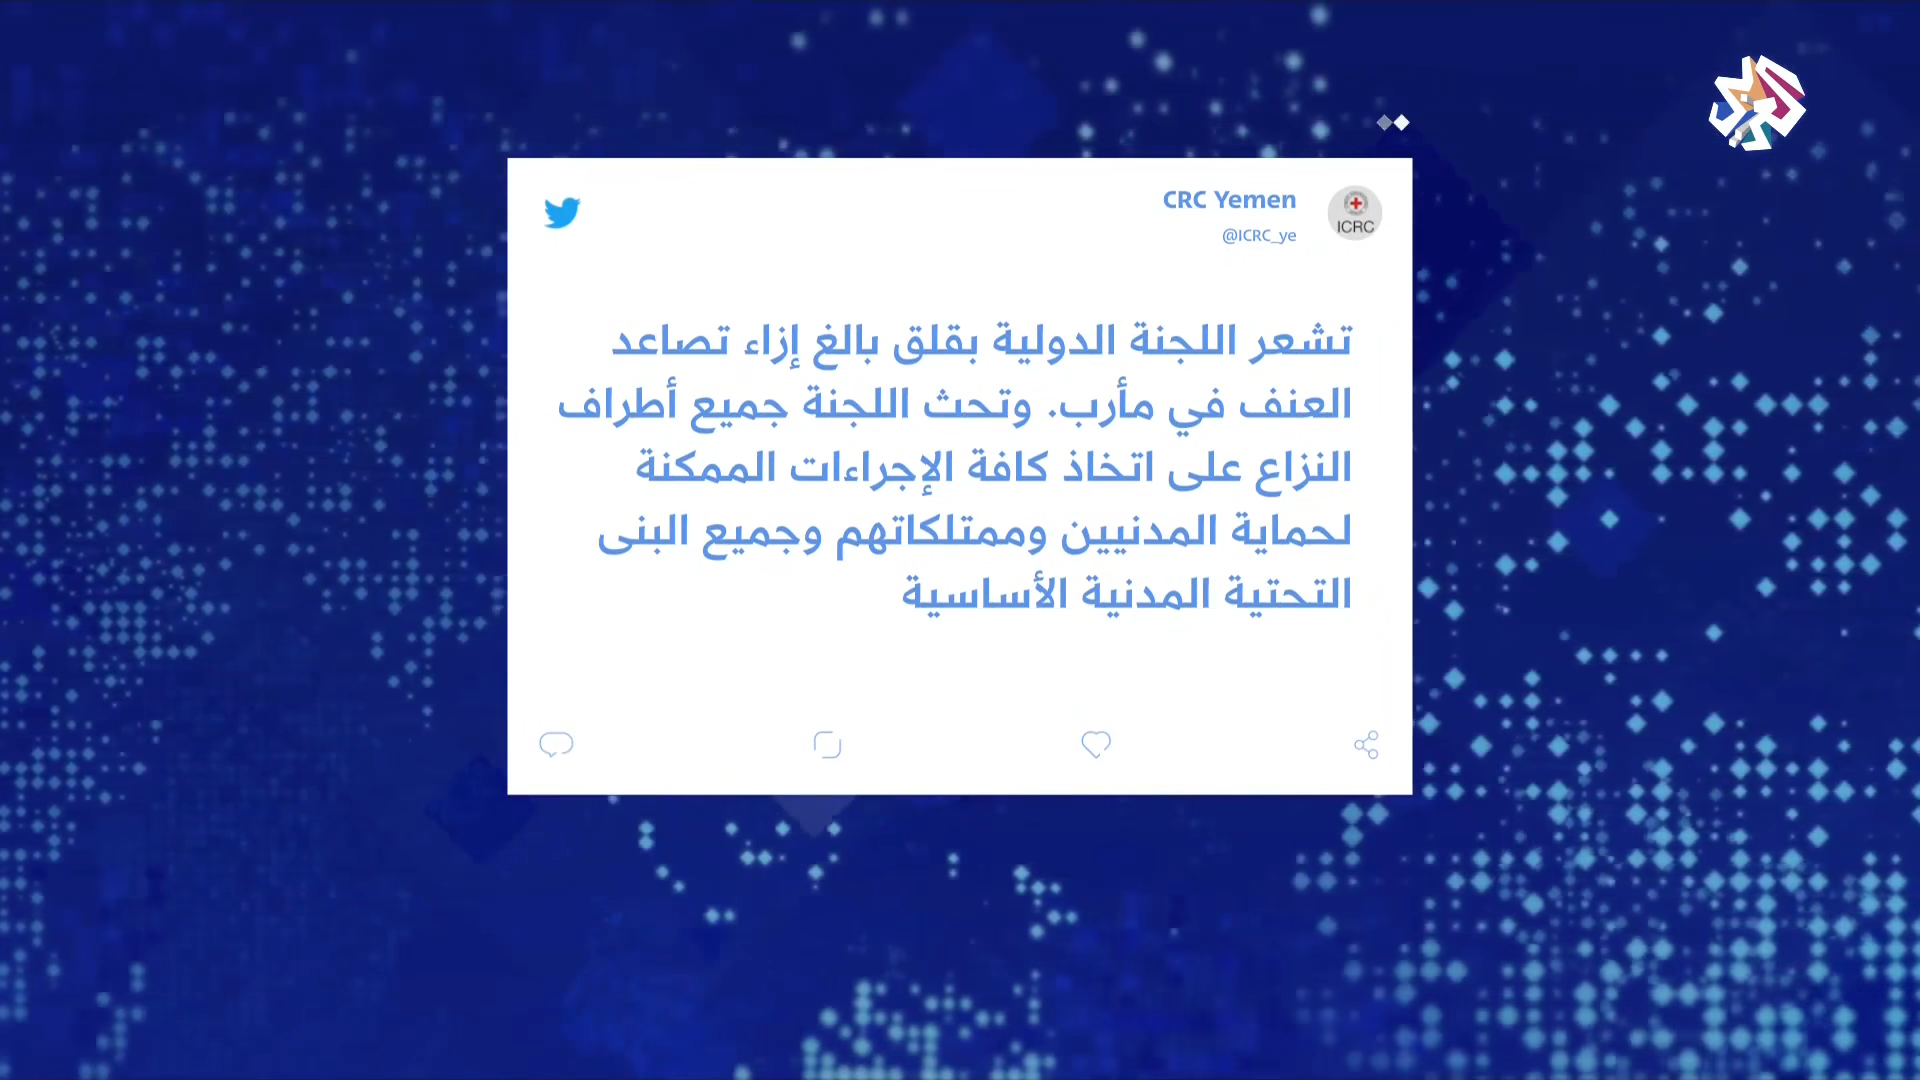 CRC Yemen
@ICRC_ye
ICRC
تشعر اللجنة الدولية بقلق بالغ إزاء تصاعد
العنف في مأرب. وتحث اللجنة جميع أطراف
النزاع على اتخاذ كافة الإجراءات الممكنة
لحماية المدنيين وممتلكاتهم وجميع البنى
التحتية المدنية الأساسية